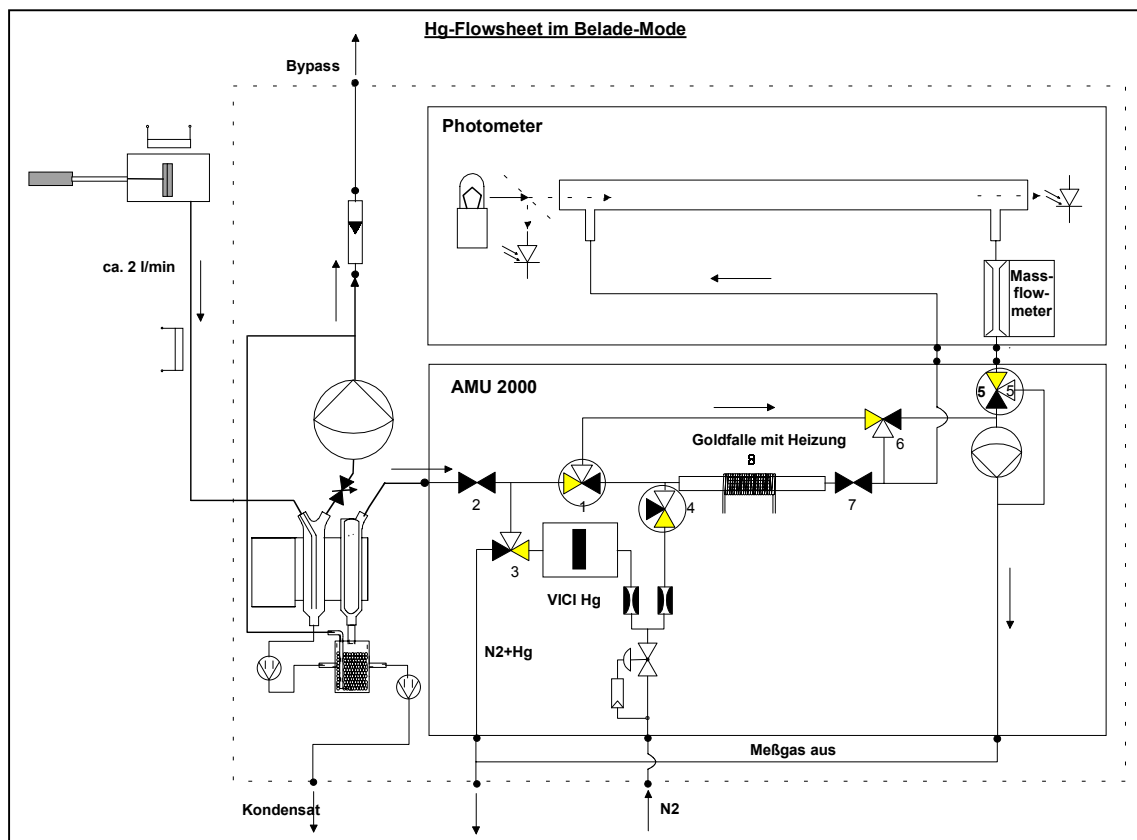 Hg-Flowsheet im Belade-Mode
Bypass
Photometer
ca. 2 l/min
Mass-
flow-
meter
AMU 2000
5
5
Goldfalle mit Heizung
6
8
2
1
4
7
3
VICI Hg
N2+Hg
Meßgas aus
Kondensat
N2